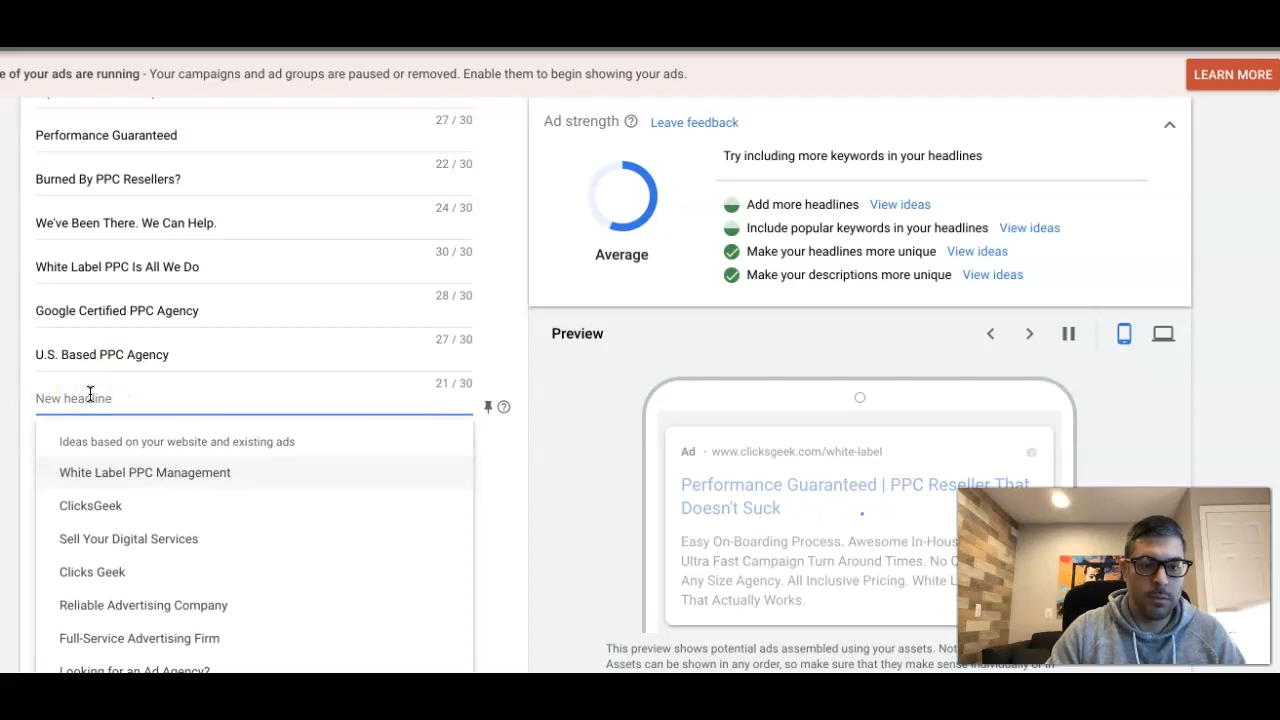 e of your ads are running - Your campaigns and ad groups are paused or removed. Enable them to begin showing your ads.
LEARN MORE
27 / 30
Performance Guaranteed
22 / 30
Burned By PPC Resellers?
24 / 30
We've Been There. We Can Help.
30 / 30
White Label PPC Is All We Do
28 / 30
Google Certified PPC Agency
27 / 30
U.S. Based PPC Agency
21 / 30
New headline
Ideas based on your website and existing ads
White Label PPC Management
ClicksGeek
Sell Your Digital Services
Clicks Geek
Reliable Advertising Company
Full-Service Advertising Firm
Looking for an Ad Agency?
Ad strength
Leave feedback
Average
Try including more keywords in your headlines
Add more headlines View ideas
Include popular keywords in your headlines View ideas
Make your headlines more unique View ideas
Make your descriptions more unique View ideas
Preview
Ad · www.clicksgeek.com/white-label
Performance Guaranteed | PPC Reseller That
Doesn't Suck
Easy On-Boarding Process. Awesome In-Hous
Ultra Fast Campaign Turn Around Times. No C
Any Size Agency. All Inclusive Pricing. White L
That Actually Works.
This preview shows potential ads assembled using your assets. Not
Assets can be shown in any order, so make sure that they make sense individually or in